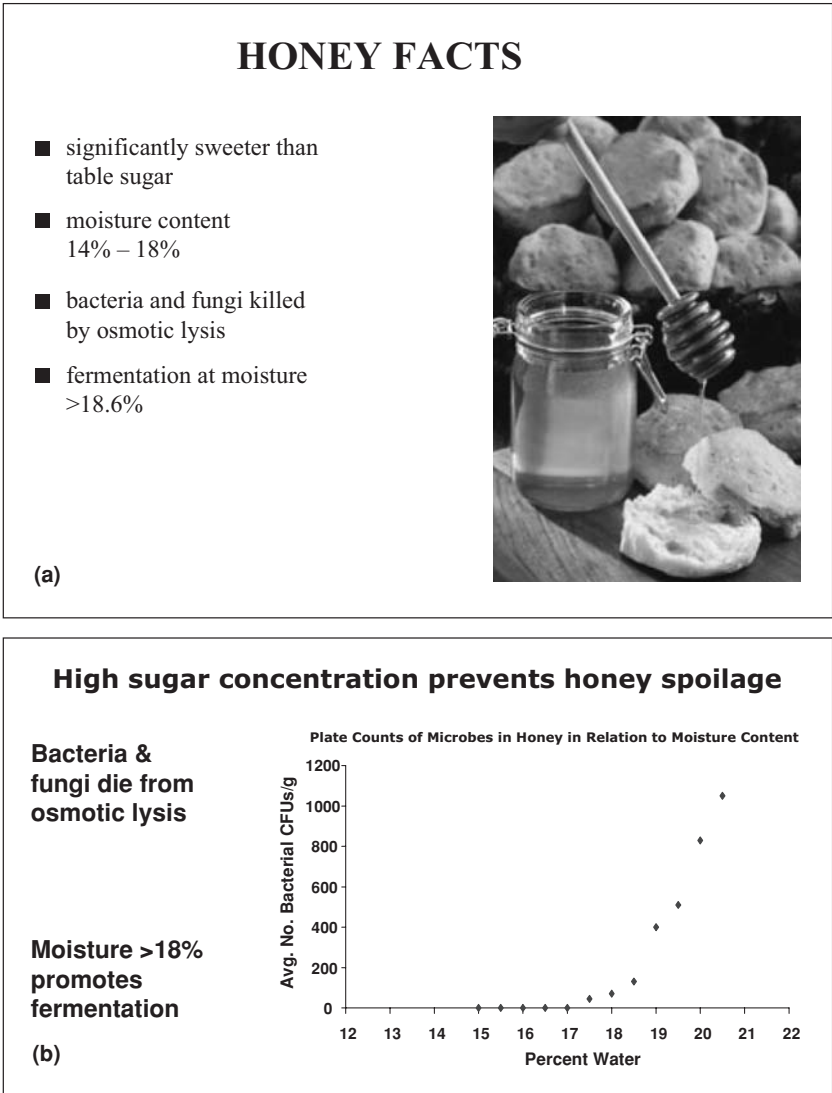 HONEY FACTS
■ significantly sweeter than
table sugar
■ moisture content
14% – 18%
■ bacteria and fungi killed
by osmotic lysis
■ fermentation at moisture
>18.6%
(a)
High sugar concentration prevents honey spoilage
Bacteria &
fungi die from
osmotic lysis
Moisture >18%
promotes
fermentation
(b)
Plate Counts of Microbes in Honey in Relation to Moisture Content
Avg. No. Bacterial CFUs/g
1200
1000
800
600
400
200
0
12 13 14 15 16 17 18 19 20 21 22
Percent Water